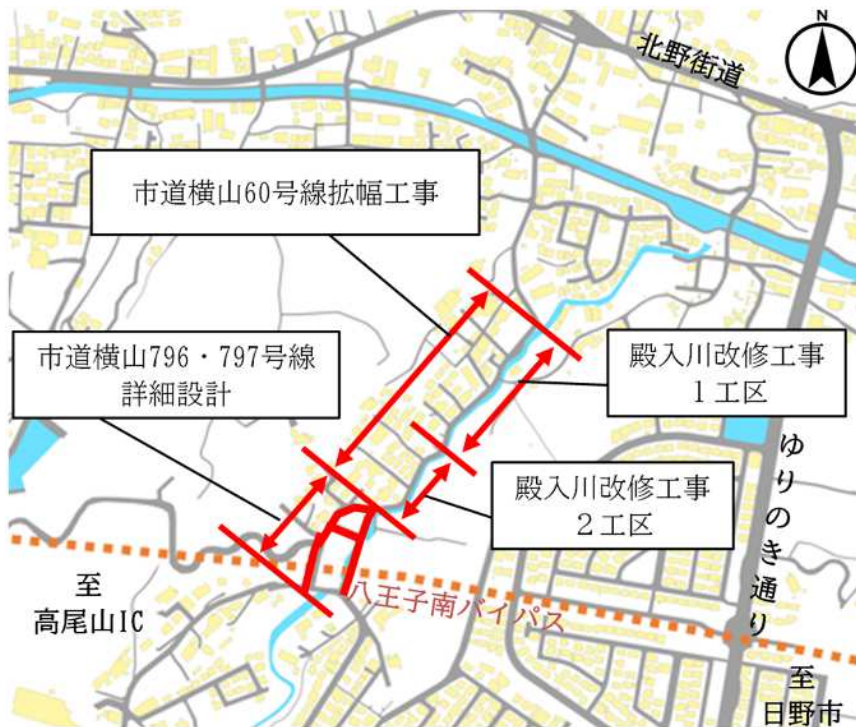 N
北野街道
市道横山60号線拡幅工事
市道横山796・797号線
詳細設計
殿入川改修工事
1工区
殿入川改修工事
2工区
ゆりのき通り
八王子南バイパス
至
高尾山IC
至
日野市